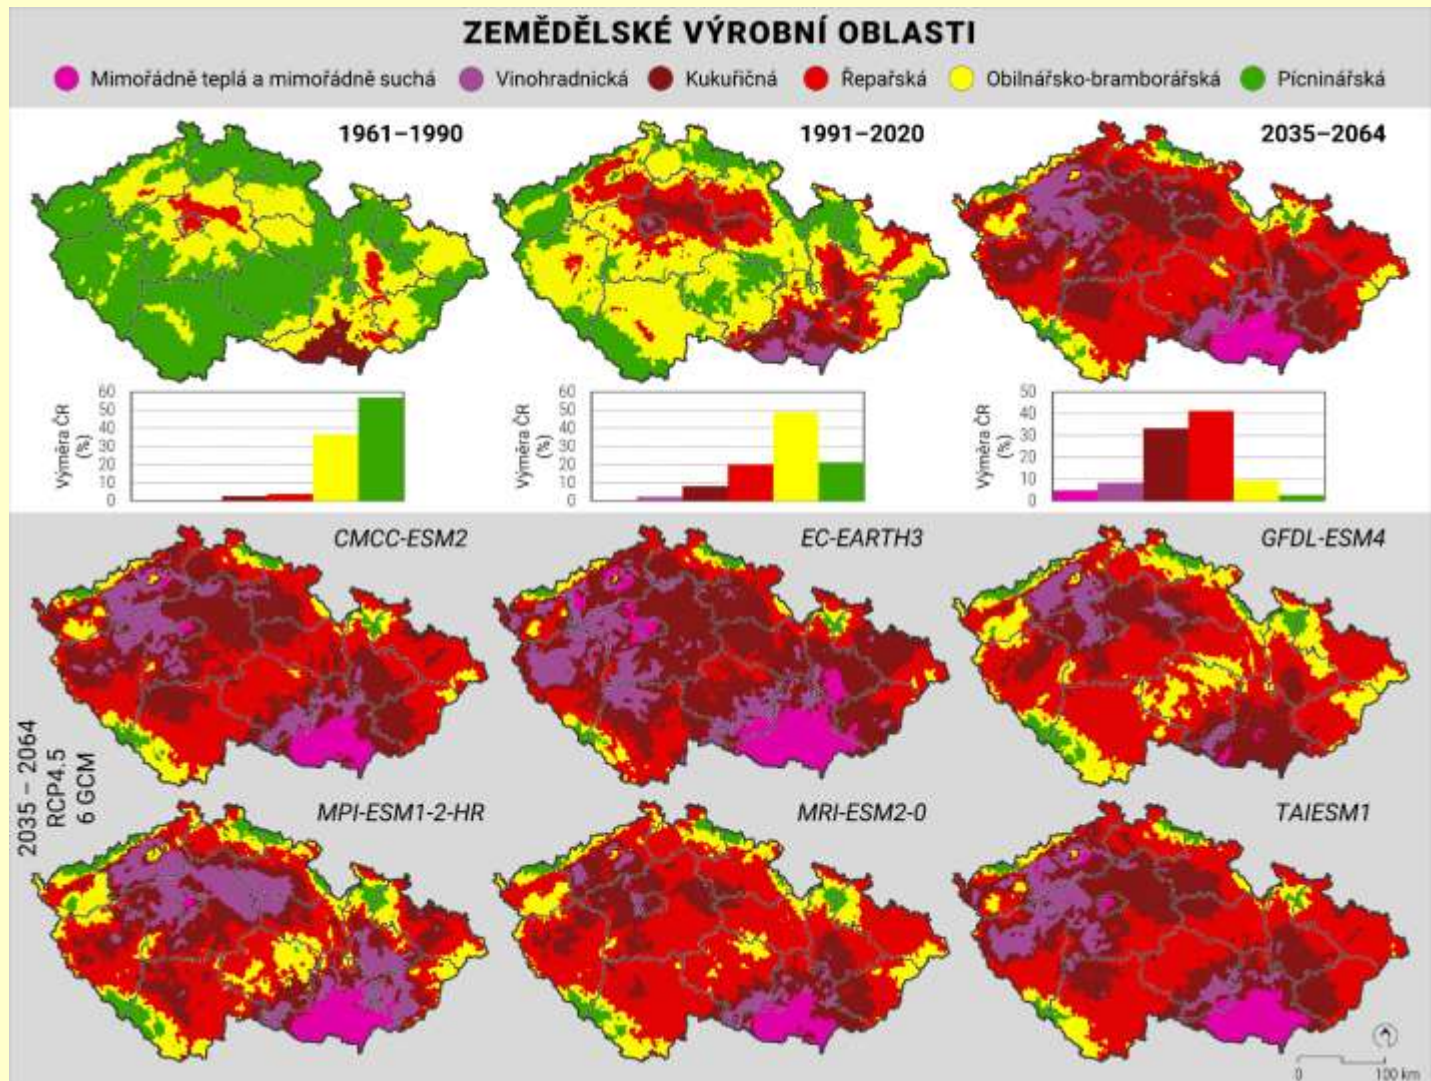 ZEMĚDĚLSKÉ VÝROBNÍ OBLASTI
Mimořádně teplá a mimořádně suchá Vinohradnická Kukuřičná Řepařská Obilnářsko-bramborářská Pícninářská
1961–1990
1991–2020
2035–2064
Výměra ČR
(%)
60
50
40
30
20
10
0
Výměra ČR
(%)
60
50
40
30
20
10
0
Výměra ČR
(%)
50
40
30
20
10
0
CMCC-ESM2
EC-EARTH3
GFDL-ESM4
2035 – 2064
RCP4.5
6 GCM
MPI-ESM1-2-HR
MRI-ESM2-0
TAIESM1
0 100 km